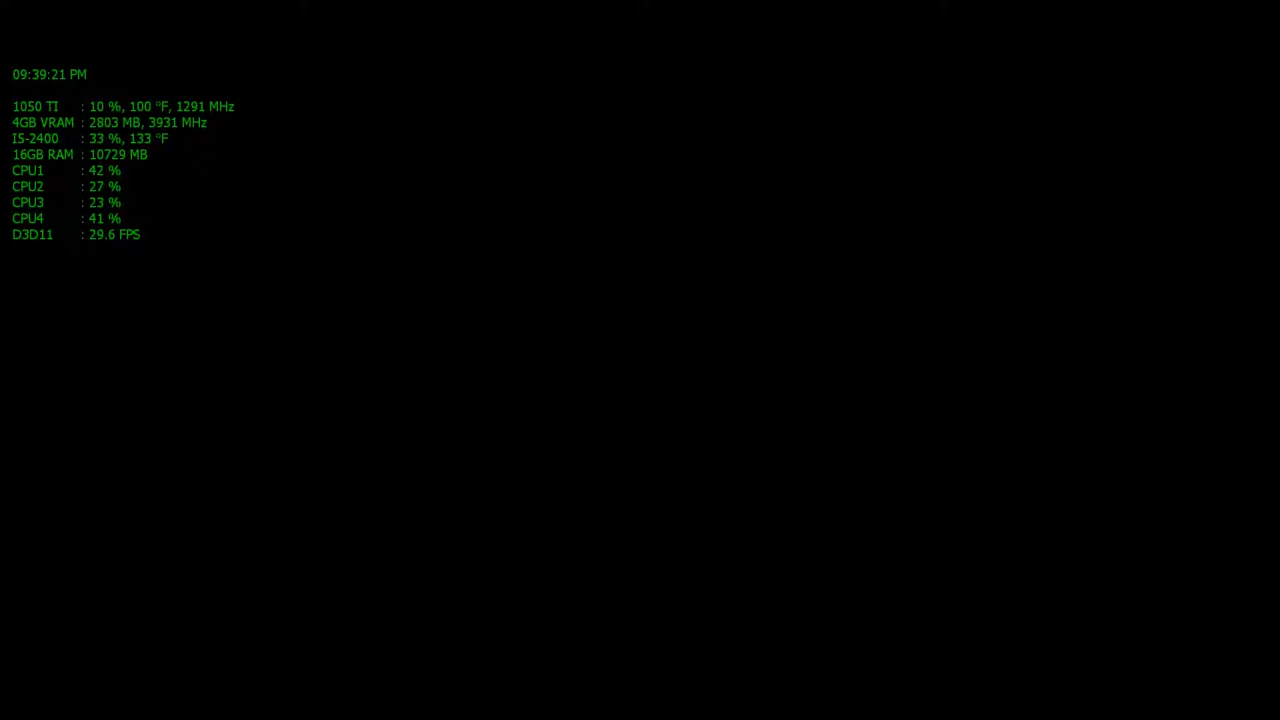 09:39:21 PM
1050 TI : 10 %, 100 °F, 1291 MHz
4GB VRAM : 2803 MB, 3931 MHz
I5-2400 : 33 %, 133 °F
16GB RAM : 10729 MB
CPU1 : 42 %
CPU2 : 27 %
CPU3 : 23 %
CPU4 : 41 %
D3D11 : 29.6 FPS